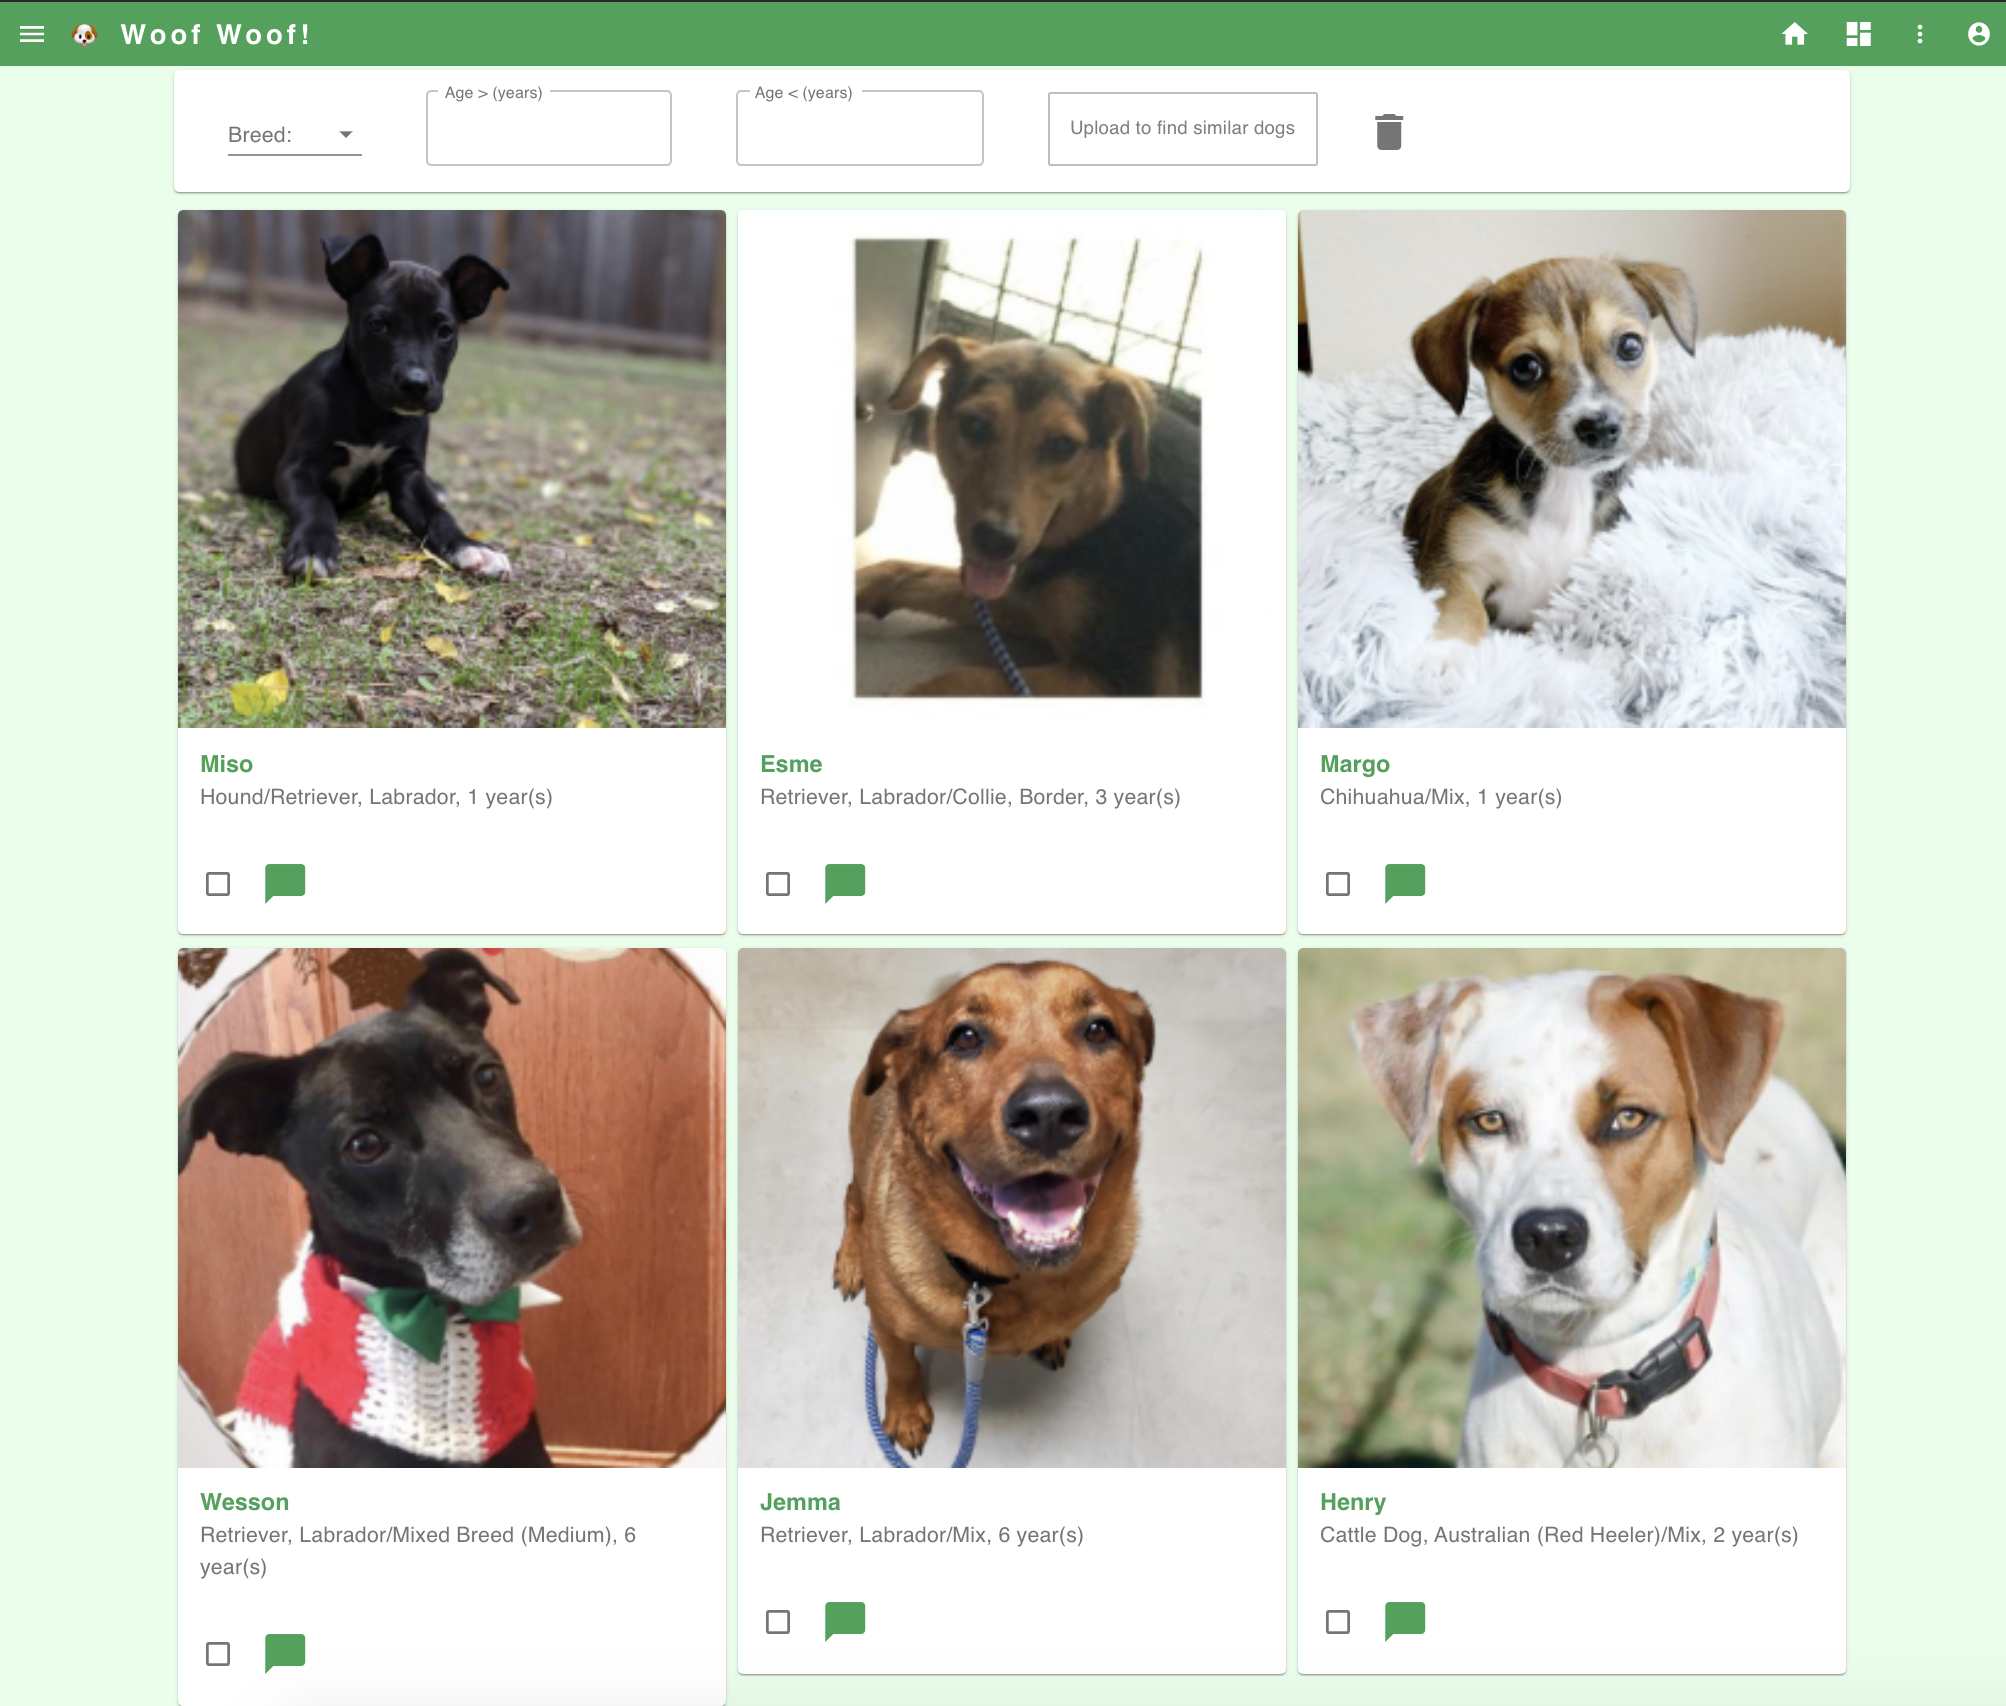 Woof Woof!
Breed:
Age > (years)
Age < (years)
Upload to find similar dogs
Miso
Hound/Retriever, Labrador, 1 year(s)
Esme
Retriever, Labrador/Collie, Border, 3 year(s)
Margo
Chihuahua/Mix, 1 year(s)
Wesson
Retriever, Labrador/Mixed Breed (Medium), 6
year(s)
Jemma
Retriever, Labrador/Mix, 6 year(s)
Henry
Cattle Dog, Australian (Red Heeler)/Mix, 2 year(s)